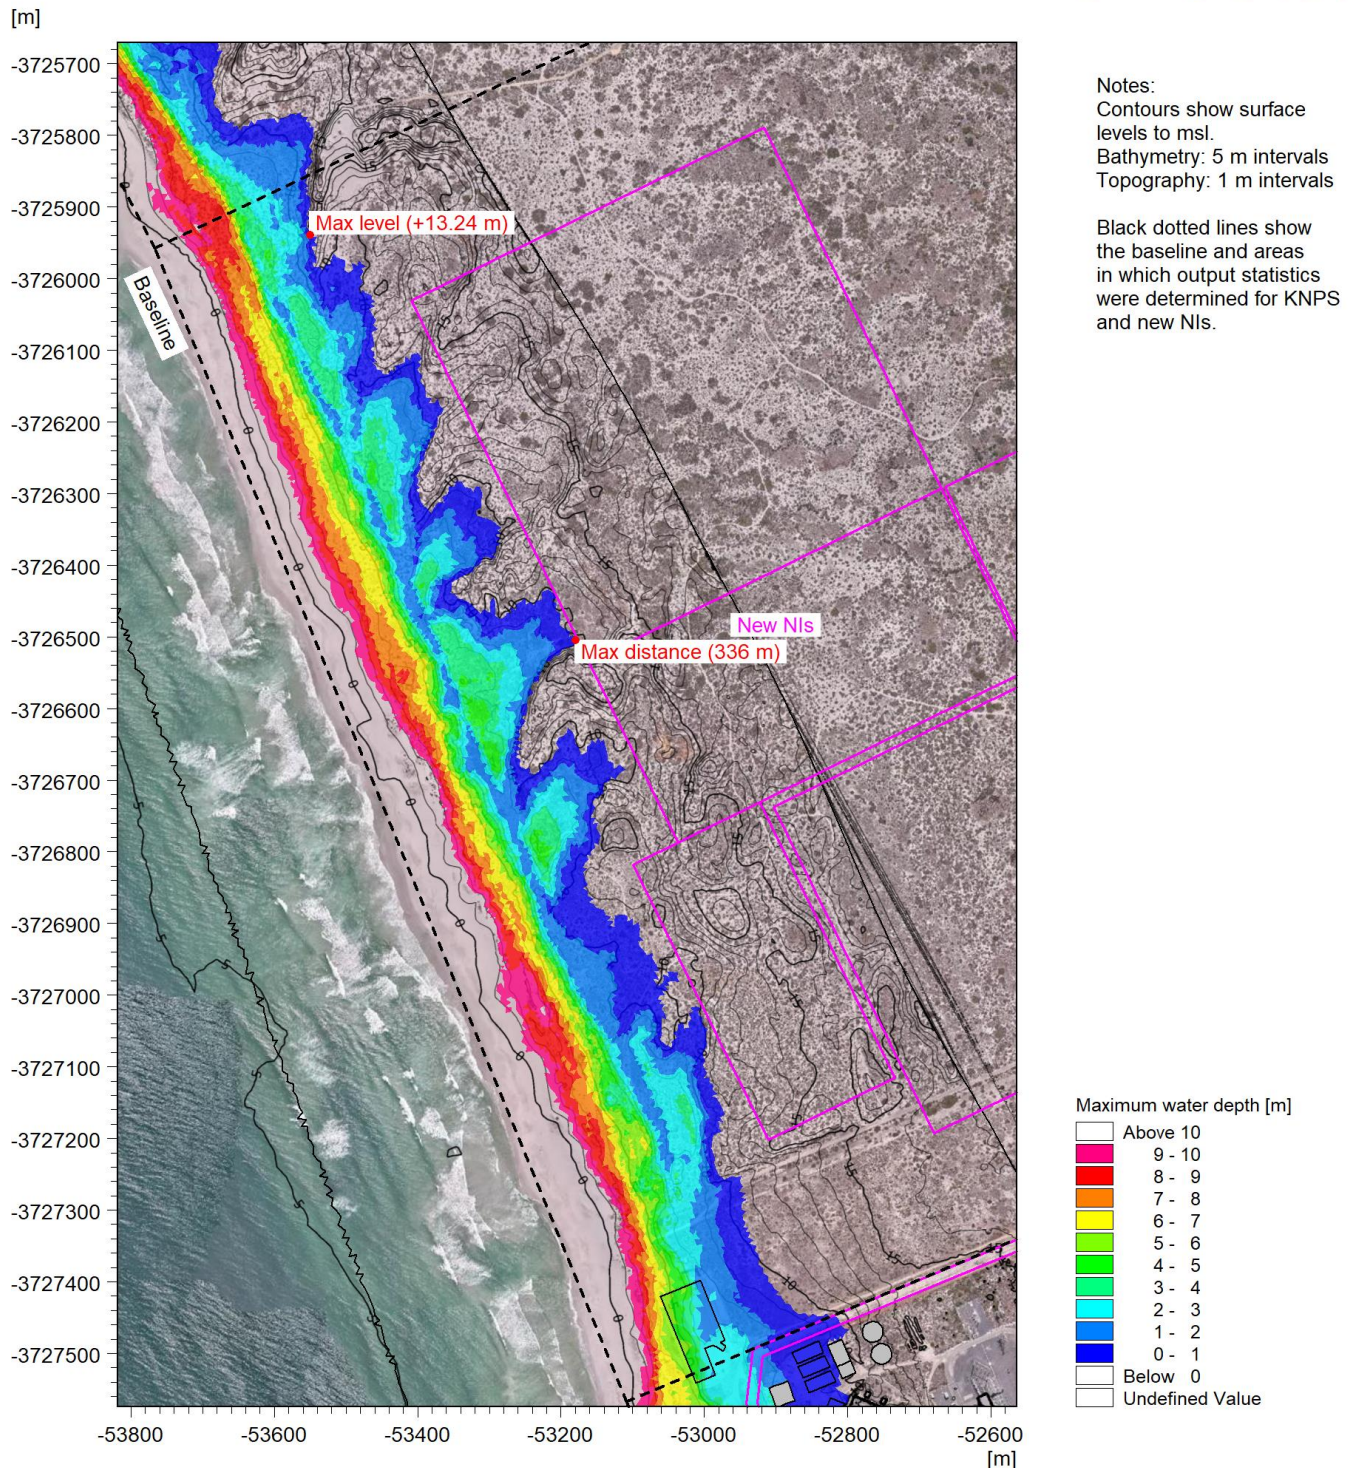 [m]
-3725700
-3725800
-3725900
-3726000
-3726100
-3726200
-3726300
-3726400
-3726500
-3726600
-3726700
-3726800
-3726900
-3727000
-3727100
-3727200
-3727300
-3727400
-3727500
-53800
-53600
-53400
-53200
-53000
-52800
-52600
[m]
Max level (+13.24 m)
Baseline
New NIs
Max distance (336 m)
Notes:
Contours show surface
levels to msl.
Bathymetry: 5 m intervals
Topography: 1 m intervals
Black dotted lines show
the baseline and areas
in which output statistics
were determined for KNPS
and new NIs.
Maximum water depth [m]
Above 10
9 - 10
8 - 9
7 - 8
6 - 7
5 - 6
4 - 5
3 - 4
2 - 3
1 - 2
0 - 1
Below 0
Undefined Value